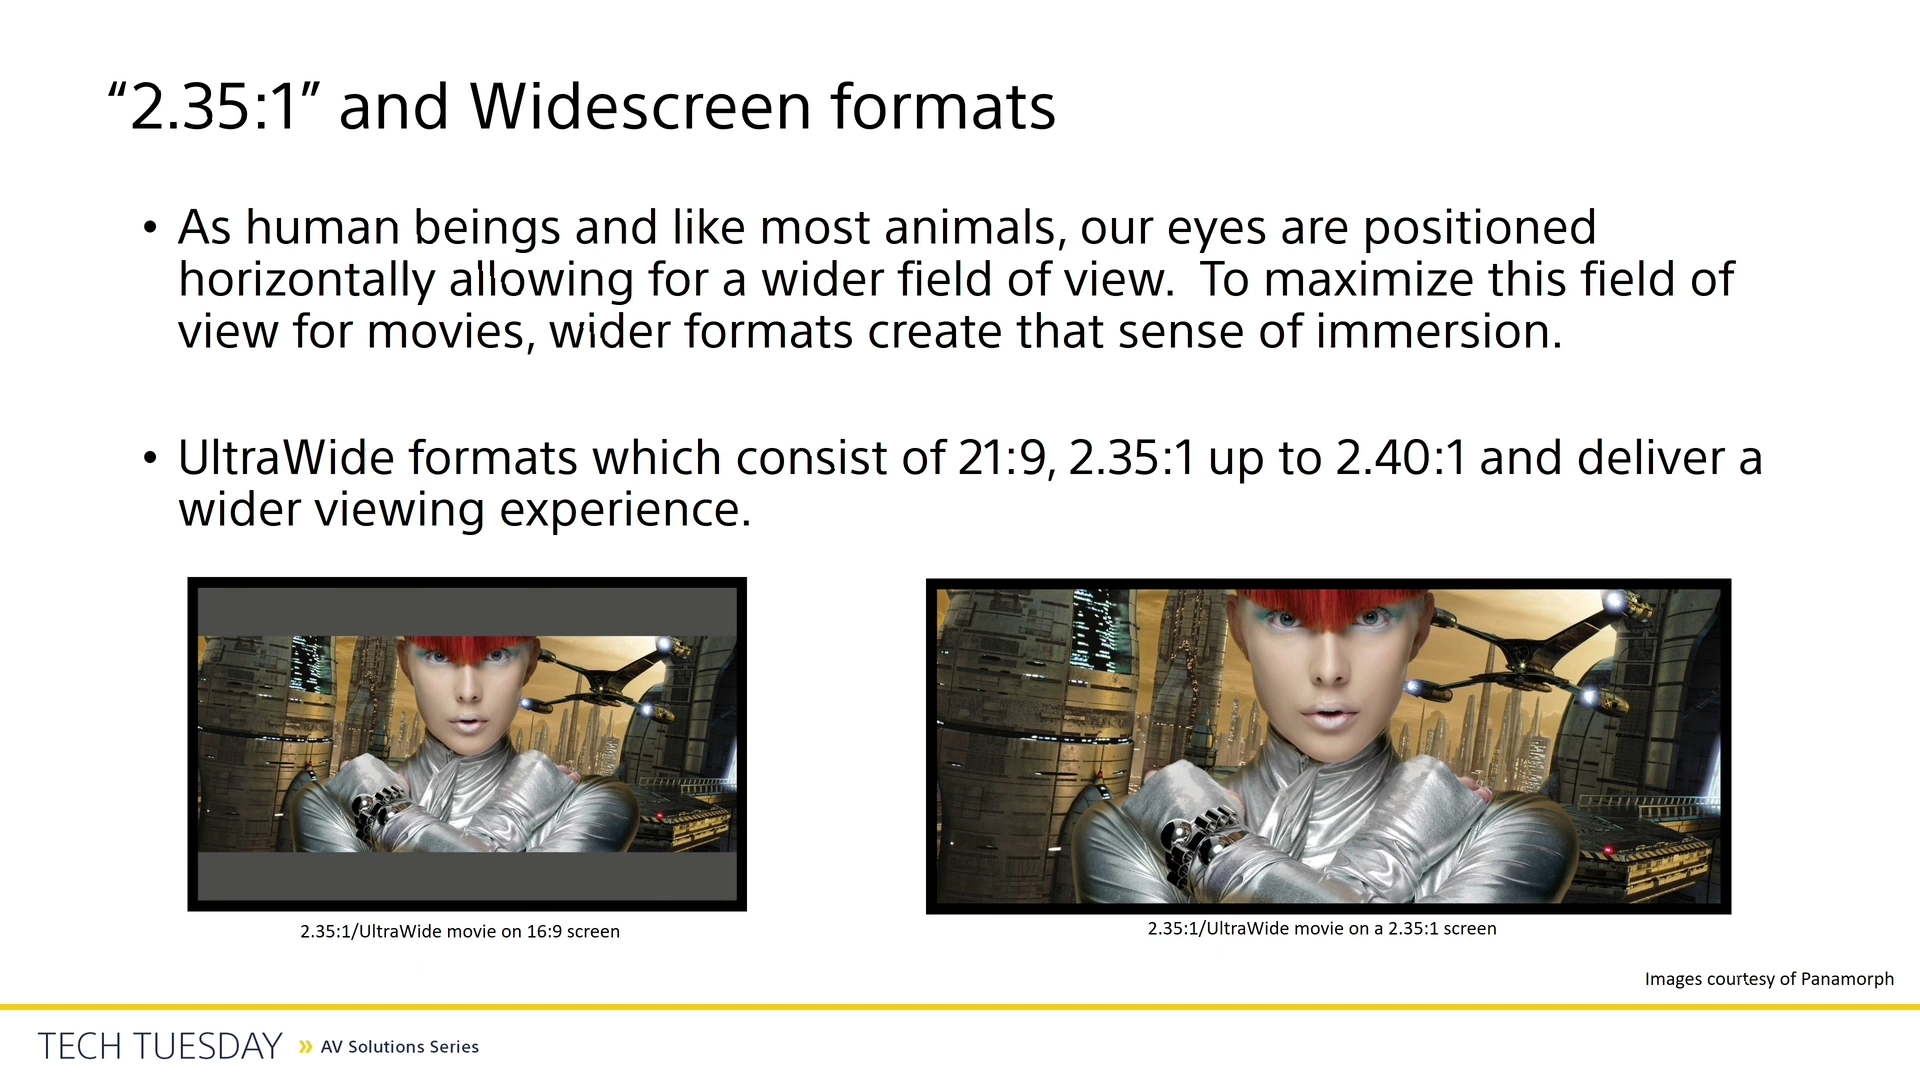 “2.35:1” and Widescreen formats
• As human beings and like most animals, our eyes are positioned
horizontally allowing for a wider field of view.  To maximize this field of
view for movies, wider formats create that sense of immersion.
• UltraWide formats which consist of 21:9, 2.35:1 up to 2.40:1 and deliver a
wider viewing experience.
2.35:1/UltraWide movie on 16:9 screen
2.35:1/UltraWide movie on a 2.35:1 screen
Images courtesy of Panamorph
TECH TUESDAY » AV Solutions Series